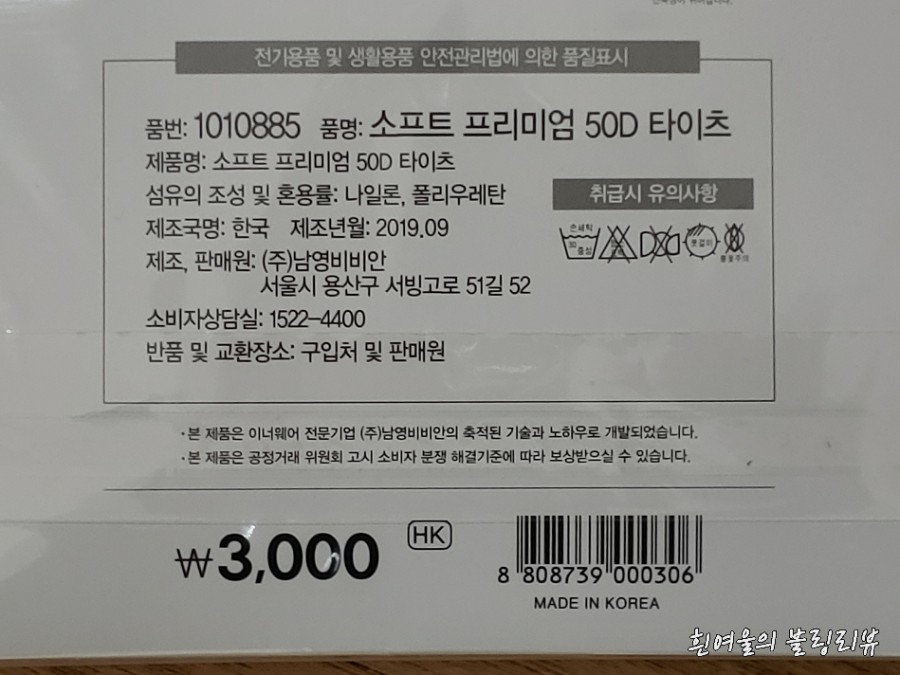 전기용품 및 생활용품 안전관리법에 의한 품질표시
품번: 1010885 품명: 소프트 프리미엄 50D 타이츠
제품명: 소프트 프리미엄 50D 타이츠
섬유의 조성 및 혼용률: 나일론, 폴리우레탄
취급시 유의사항
제조국명: 한국 제조년월: 2019.09
손세탁
30
중성
옷걸이
제조, 판매원: (주)남영비비안
서울시 용산구 서빙고로 51길 52
소비자상담실: 1522-4400
반품 및 교환장소: 구입처 및 판매원
·본 제품은 이너웨어 전문기업 (주)남영비비안의 축적된 기술과 노하우로 개발되었습니다.
·본 제품은 공정거래 위원회 고시 소비자 분쟁 해결기준에 따라 보상받으실 수 있습니다.
₩3,000 HK
8 808739 000306
MADE IN KOREA
흰여울의 블링리뷰